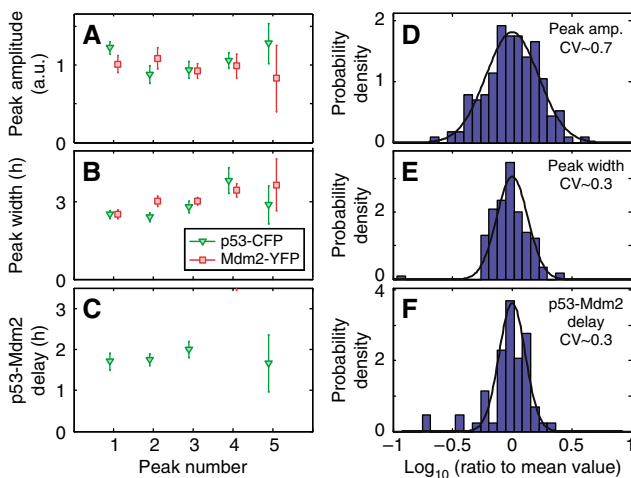 A
Peak amplitude
(a.u.)
1
0
B
Peak width (h)
3
0
p53-CFP
Mdm2-YFP
C
p53-Mdm2
delay (h)
3
2
1
0
1 2 3 4 5
Peak number
D
Peak amp.
CV~0.7
Probability
density
2
1
0
E
Peak width
CV~0.3
Probability
density
2
0
F
p53-Mdm2
delay
CV~0.3
Probability
density
4
2
0
−1 −0.5 0 0.5 1
Log10 (ratio to mean value)